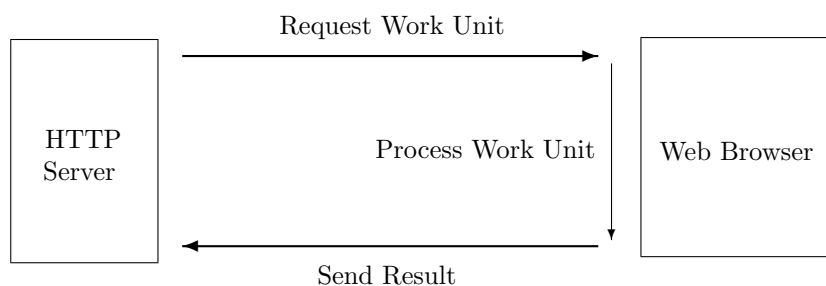 Request Work Unit
HTTP
Server
Process Work Unit
Web Browser
Send Result